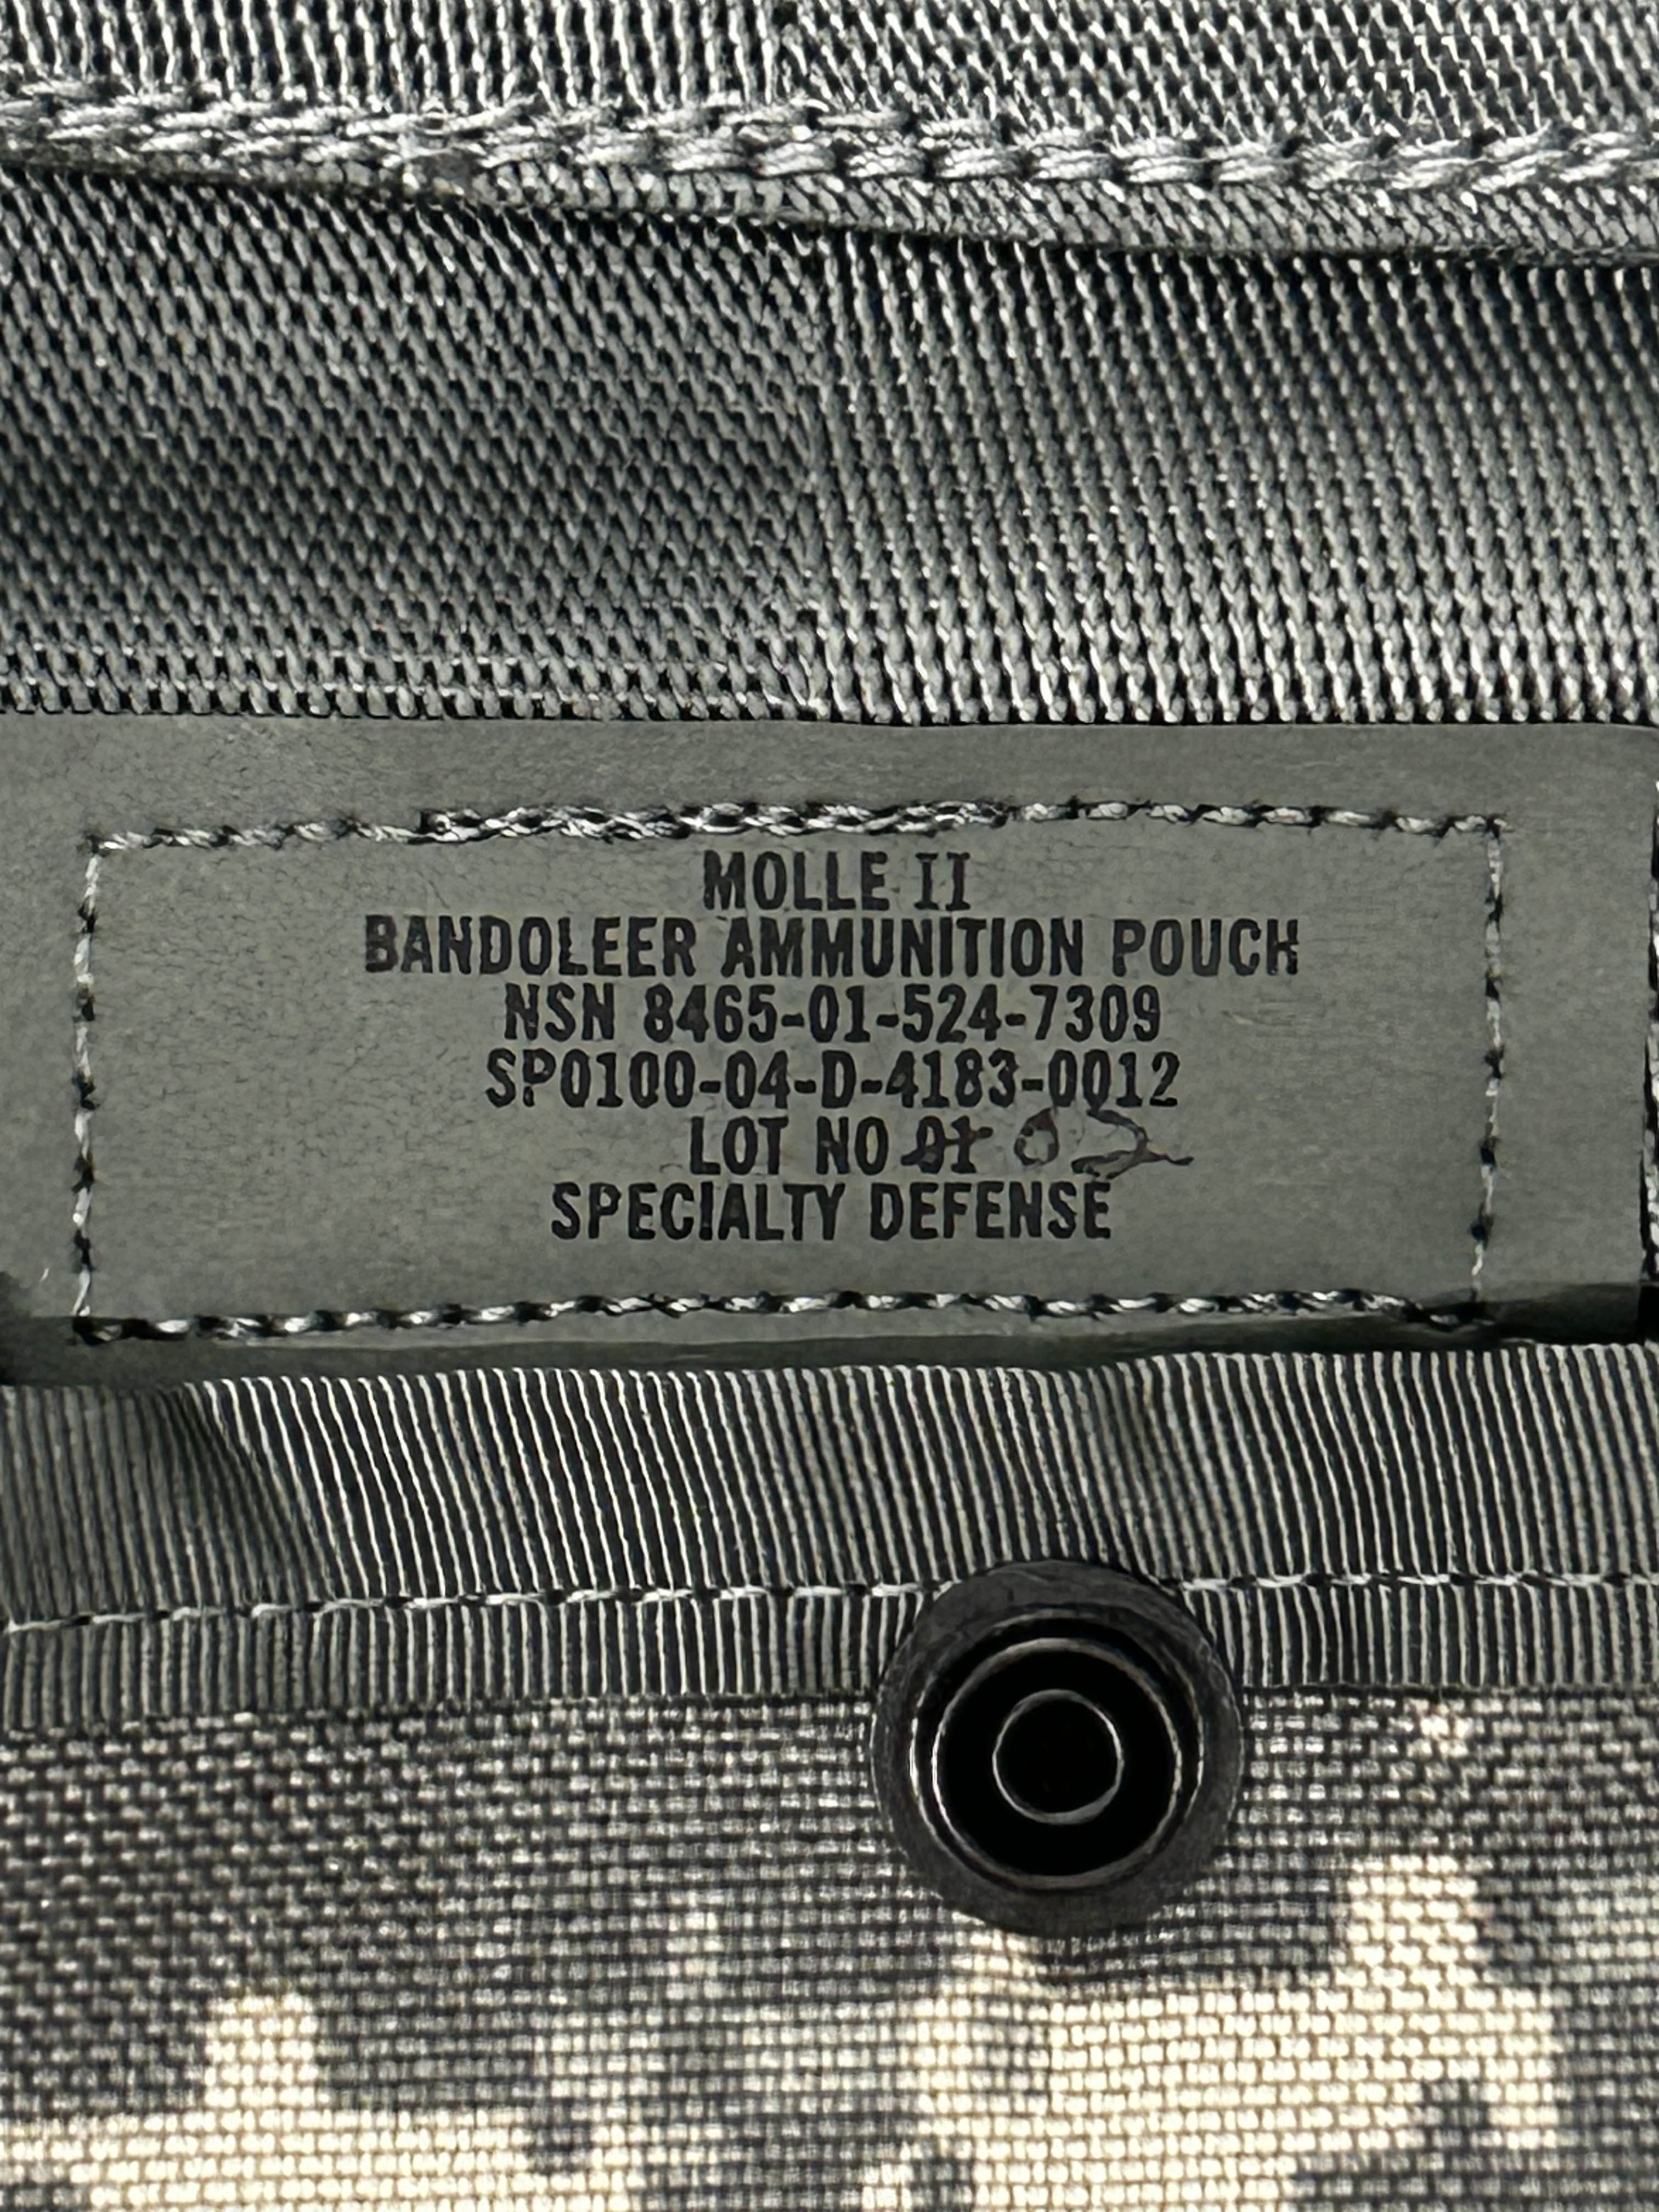 MOLLE II
BANDOLEER AMMUNITION POUCH
NSN 8465-01-524-7309
SP0100-04-D-4183-0012
LOT NO 01 02
SPECIALTY DEFENSE